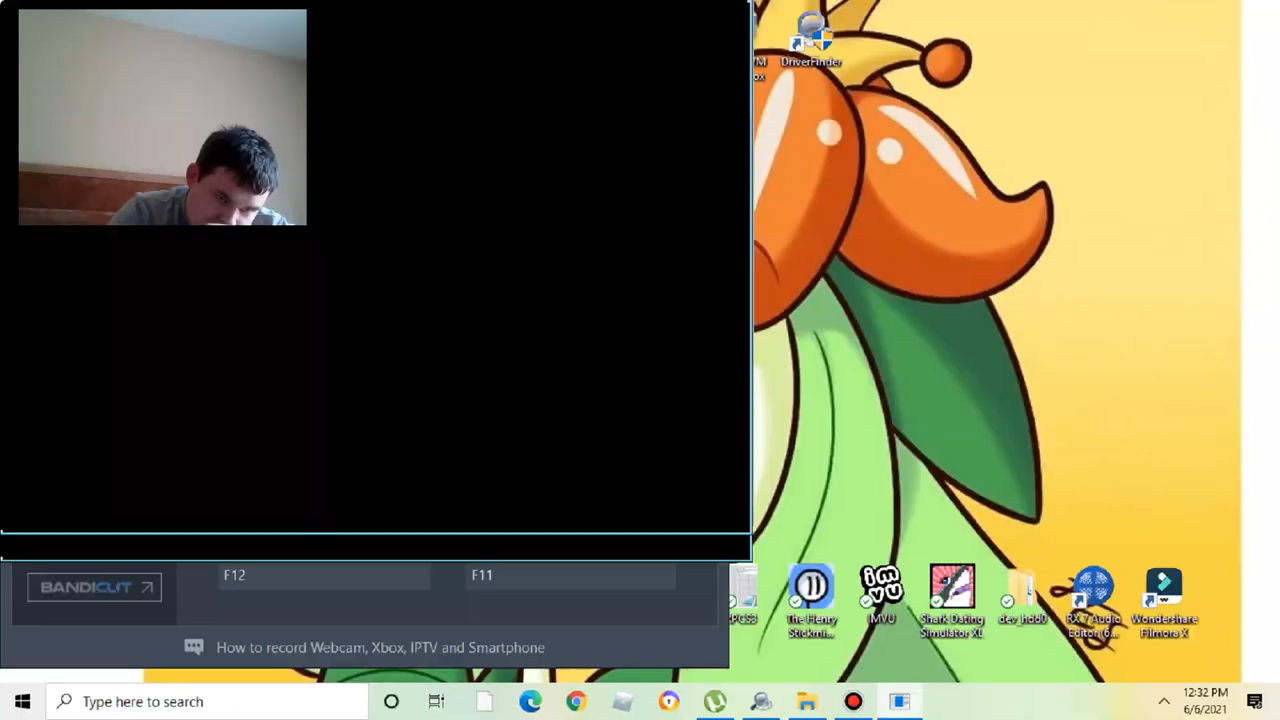 DriverFinder
F12
F11
BANDICUT
How to record Webcam, Xbox, IPTV and Smartphone
The Henry
Stickmi...
IMVU
Shark Dating
Simulator XL
dev_hdd0
RX 7 Audio
Editor (6...
Wondershare
Filmora X
Type here to search
12:32 PM
6/6/2021